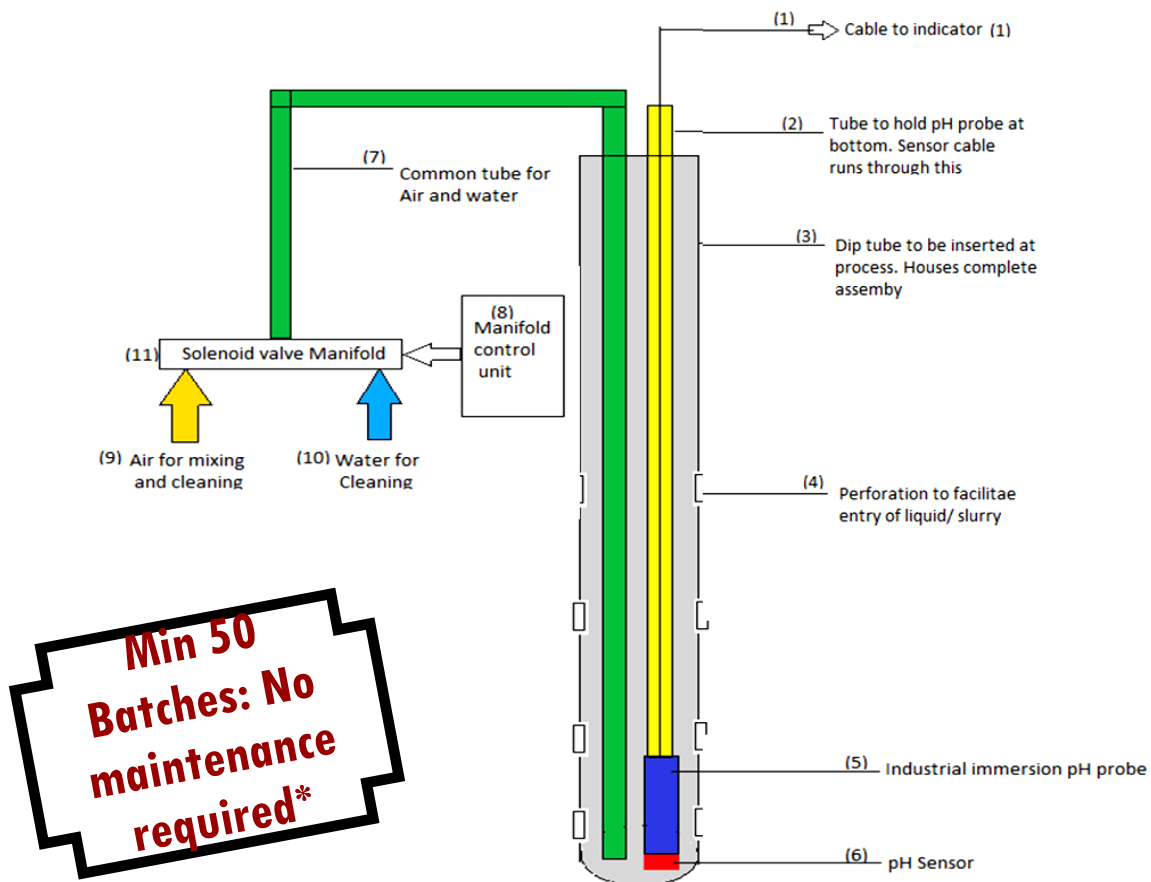 (1)
Cable to indicator (1)
(2)
Tube to hold pH probe at
bottom. Sensor cable
runs through this
(7)
Common tube for
Air and water
(3)
Dip tube to be inserted at
process. Houses complete
assemby
(8)
Manifold
control
unit
(11)
Solenoid valve Manifold
(9) Air for mixing
and cleaning
(10) Water for
Cleaning
(4)
Perforation to facilitae
entry of liquid/ slurry
Min 50
Batches: No
maintenance
required*
(5)
Industrial immersion pH probe
(6)
pH Sensor